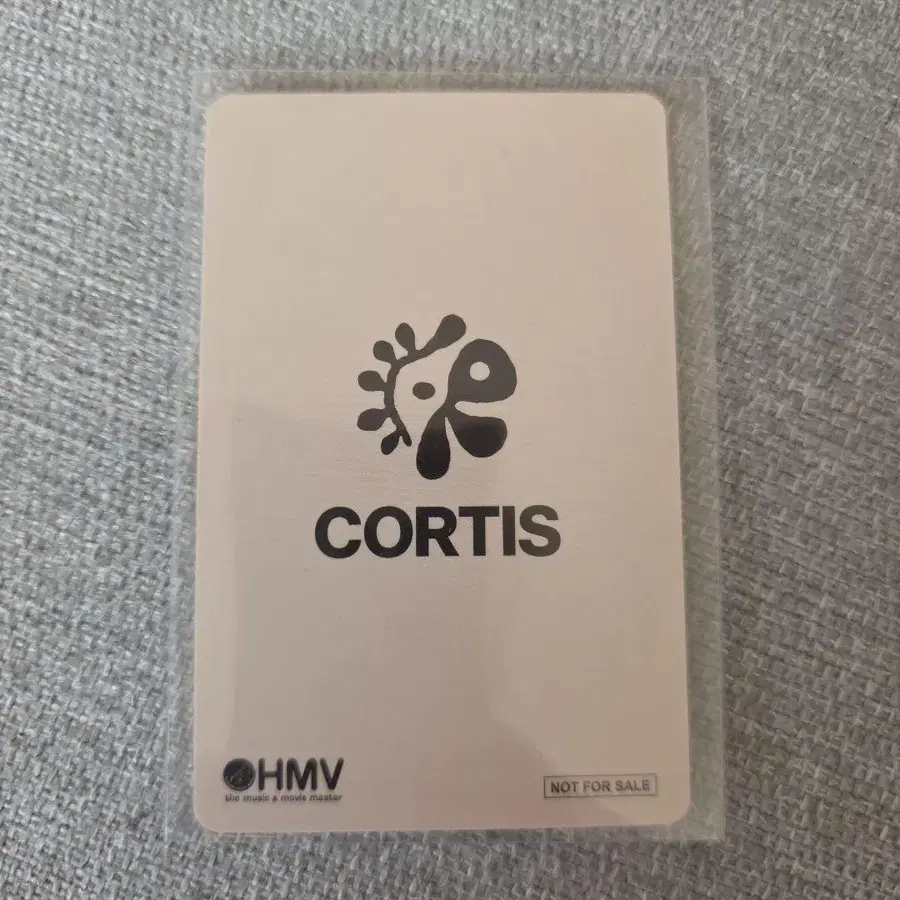 CORTIS
HMV
the music & movie master
NOT FOR SALE